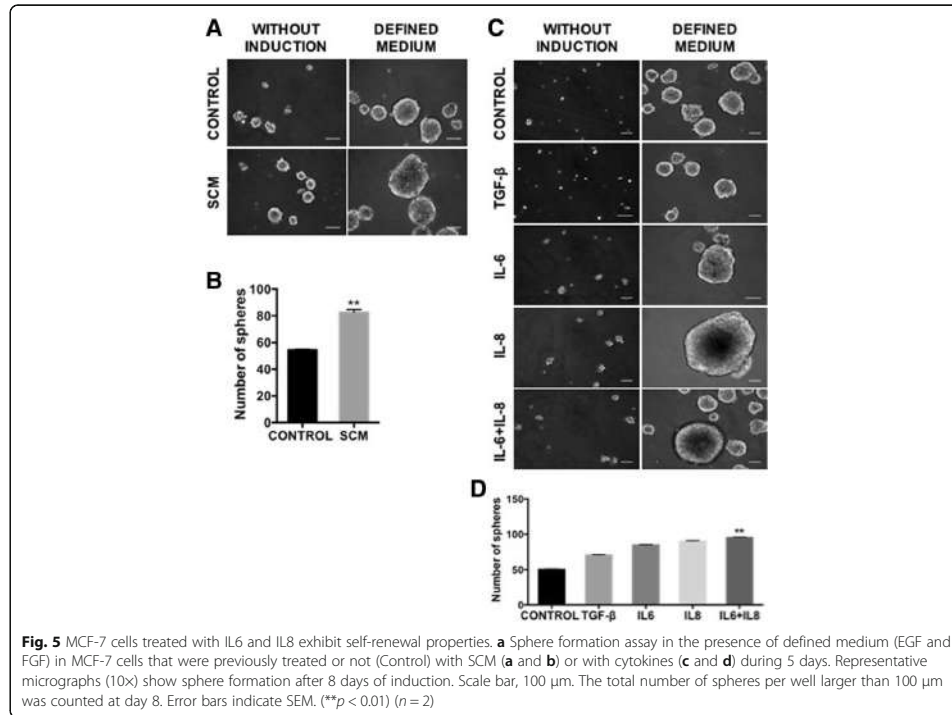 A
WITHOUT INDUCTION
DEFINED MEDIUM
CONTROL
SCM
B
Number of spheres
100
80
60
40
20
0
CONTROL SCM
**
C
WITHOUT INDUCTION
DEFINED MEDIUM
CONTROL
TGF-β
IL-6
IL-8
IL-6+IL-8
D
Number of spheres
150
100
50
0
CONTROL TGF-β IL6 IL8 IL6+IL8
**
Fig. 5 MCF-7 cells treated with IL6 and IL8 exhibit self-renewal properties. a Sphere formation assay in the presence of defined medium (EGF and
FGF) in MCF-7 cells that were previously treated or not (Control) with SCM (a and b) or with cytokines (c and d) during 5 days. Representative
micrographs (10×) show sphere formation after 8 days of induction. Scale bar, 100 μm. The total number of spheres per well larger than 100 μm
was counted at day 8. Error bars indicate SEM. (**p < 0.01) (n = 2)